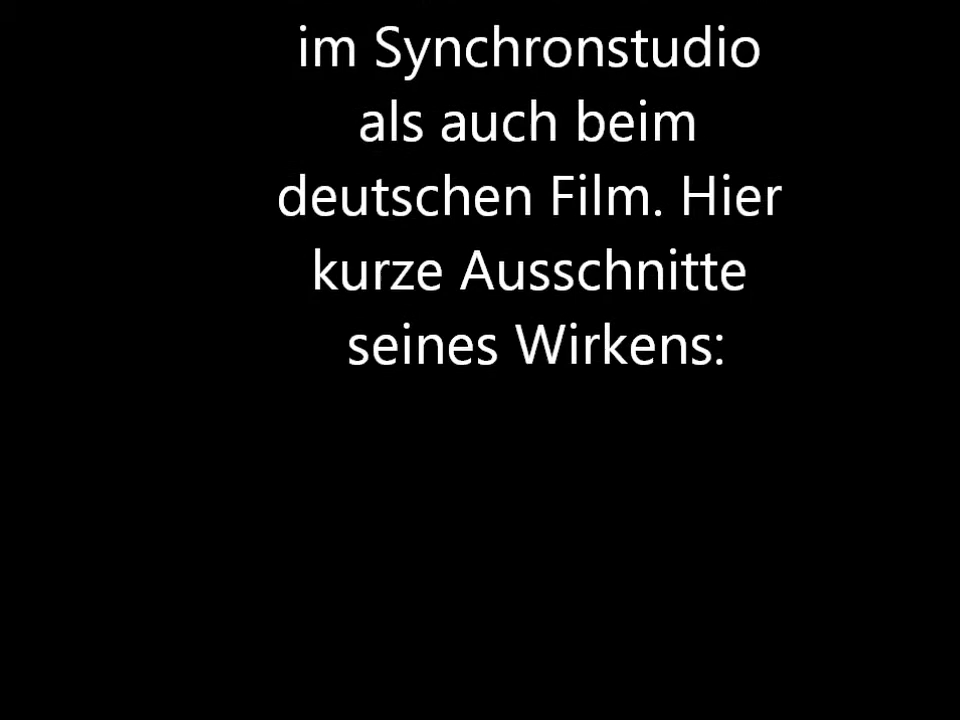 im Synchronstudio
als auch beim
deutschen Film. Hier
kurze Ausschnitte
seines Wirkens: